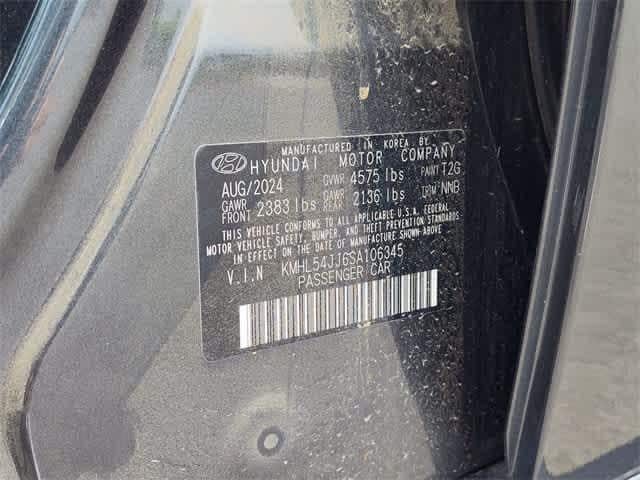 MANUFACTURED IN KOREA BY
HYUNDAI MOTOR COMPANY
AUG/2024 GVWR 4575 lbs PAINT T2G
GAWR FRONT 2383 lbs GAWR REAR 2136 lbs TRIM NNB
THIS VEHICLE CONFORMS TO ALL APPLICABLE U.S.A. FEDERAL
MOTOR VEHICLE SAFETY, BUMPER, AND THEFT PREVENTION STANDARDS
IN EFFECT ON THE DATE OF MANUFACTURE SHOWN ABOVE.
V.I.N KMHL54JJ6SA106345
PASSENGER CAR